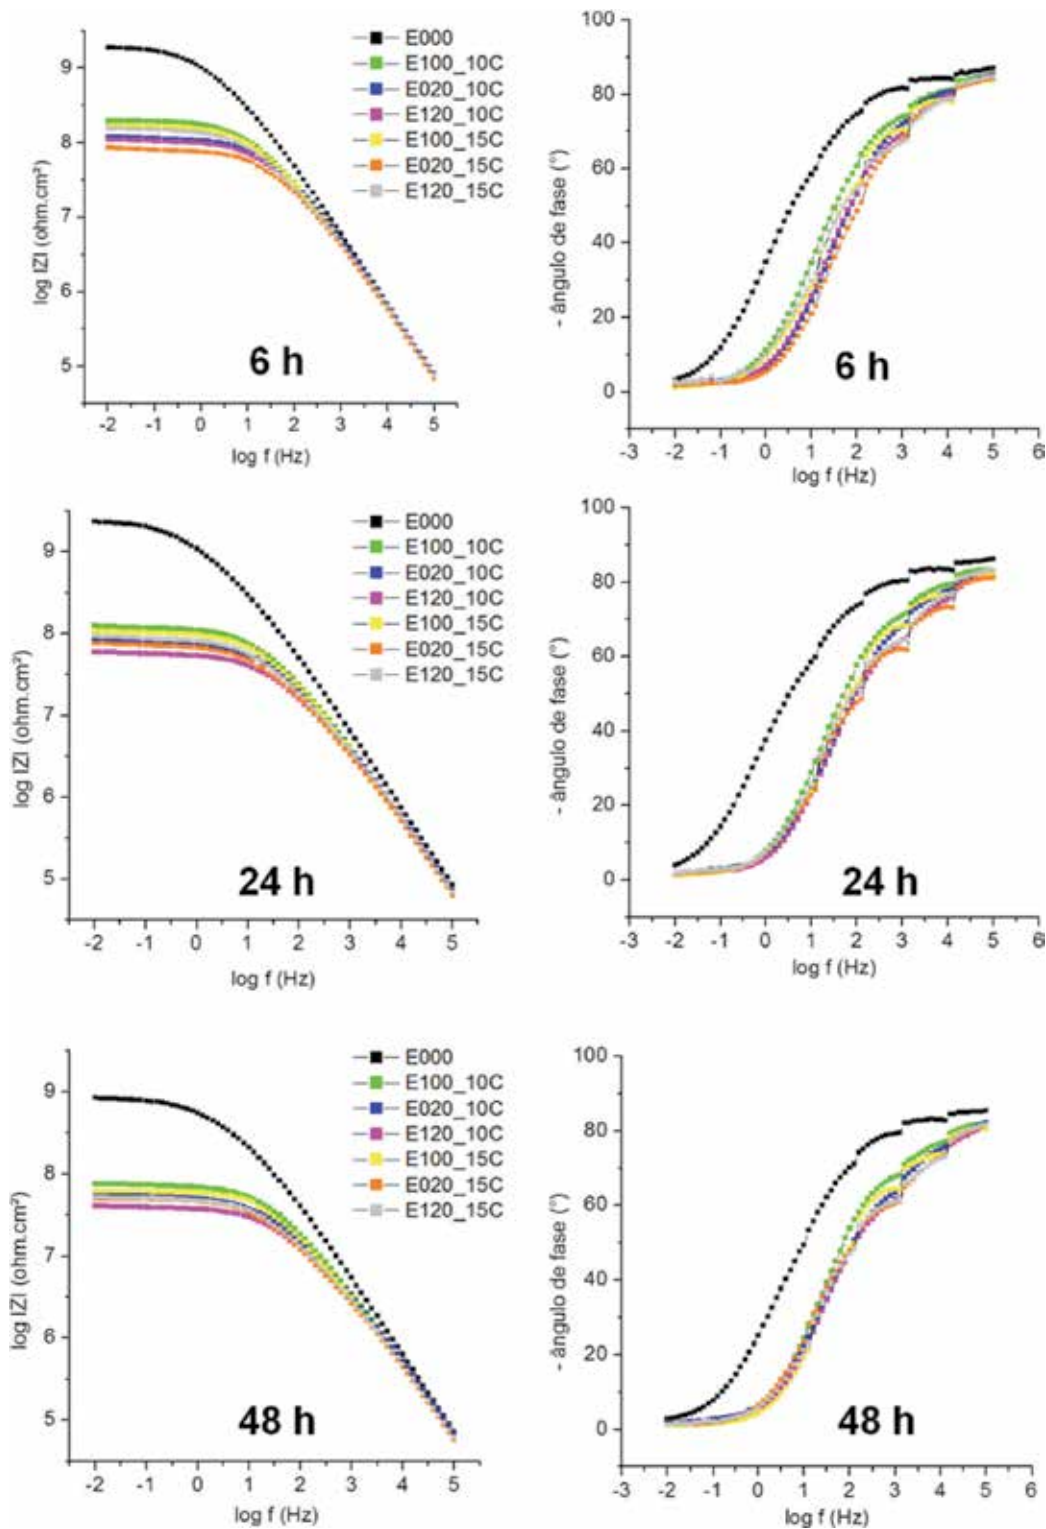 log IZI (ohm.cm²)
9
8
7
6
5
-2 -1 0 1 2 3 4 5
log f (Hz)
E000
E100_10C
E020_10C
E120_10C
E100_15C
E020_15C
E120_15C
6 h
- ângulo de fase (°)
100
80
60
40
20
0
-3 -2 -1 0 1 2 3 4 5 6
log f (Hz)
6 h
log IZI (ohm.cm²)
9
8
7
6
5
-2 -1 0 1 2 3 4 5
log f (Hz)
E000
E100_10C
E020_10C
E120_10C
E100_15C
E020_15C
E120_15C
24 h
- ângulo de fase (°)
100
80
60
40
20
0
-3 -2 -1 0 1 2 3 4 5 6
log f (Hz)
24 h
log IZI (ohm.cm²)
9
8
7
6
5
-2 -1 0 1 2 3 4 5
log f (Hz)
E000
E100_10C
E020_10C
E120_10C
E100_15C
E020_15C
E120_15C
48 h
- ângulo de fase (°)
100
80
60
40
20
0
-3 -2 -1 0 1 2 3 4 5 6
log f (Hz)
48 h